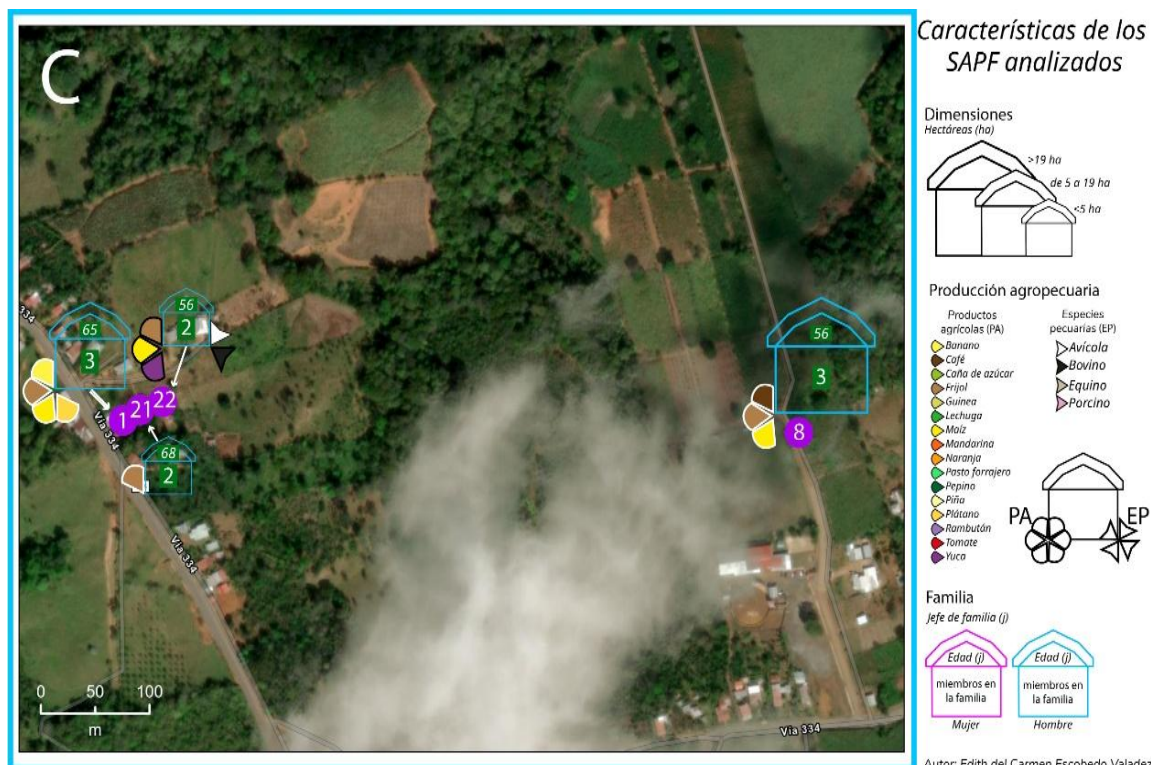 C
Características de los
SAPF analizados
Dimensiones
Hectáreas (ha)
>19 ha
de 5 a 19 ha
<5 ha
Producción agropecuaria
Productos
agrícolas (PA)
Banano
Café
Caña de azúcar
Frijol
Guinea
Lechuga
Maíz
Mandarina
Naranja
Pasto forrajero
Pepino
Piña
Plátano
Rambután
Tomate
Yuca
Especies
pecuarias (EP)
Avícola
Bovino
Equino
Porcino
PA
EP
Familia
Jefe de familia (j)
Edad (j)
miembros en
la familia
Mujer
Edad (j)
miembros en
la familia
Hombre
Autor: Edith del Carmen Escobedo Valadez
334
65
3
56
2
1
21
22
Vía 334
68
2
Vía 334
56
3
8
Vía 334
0 50 100
m